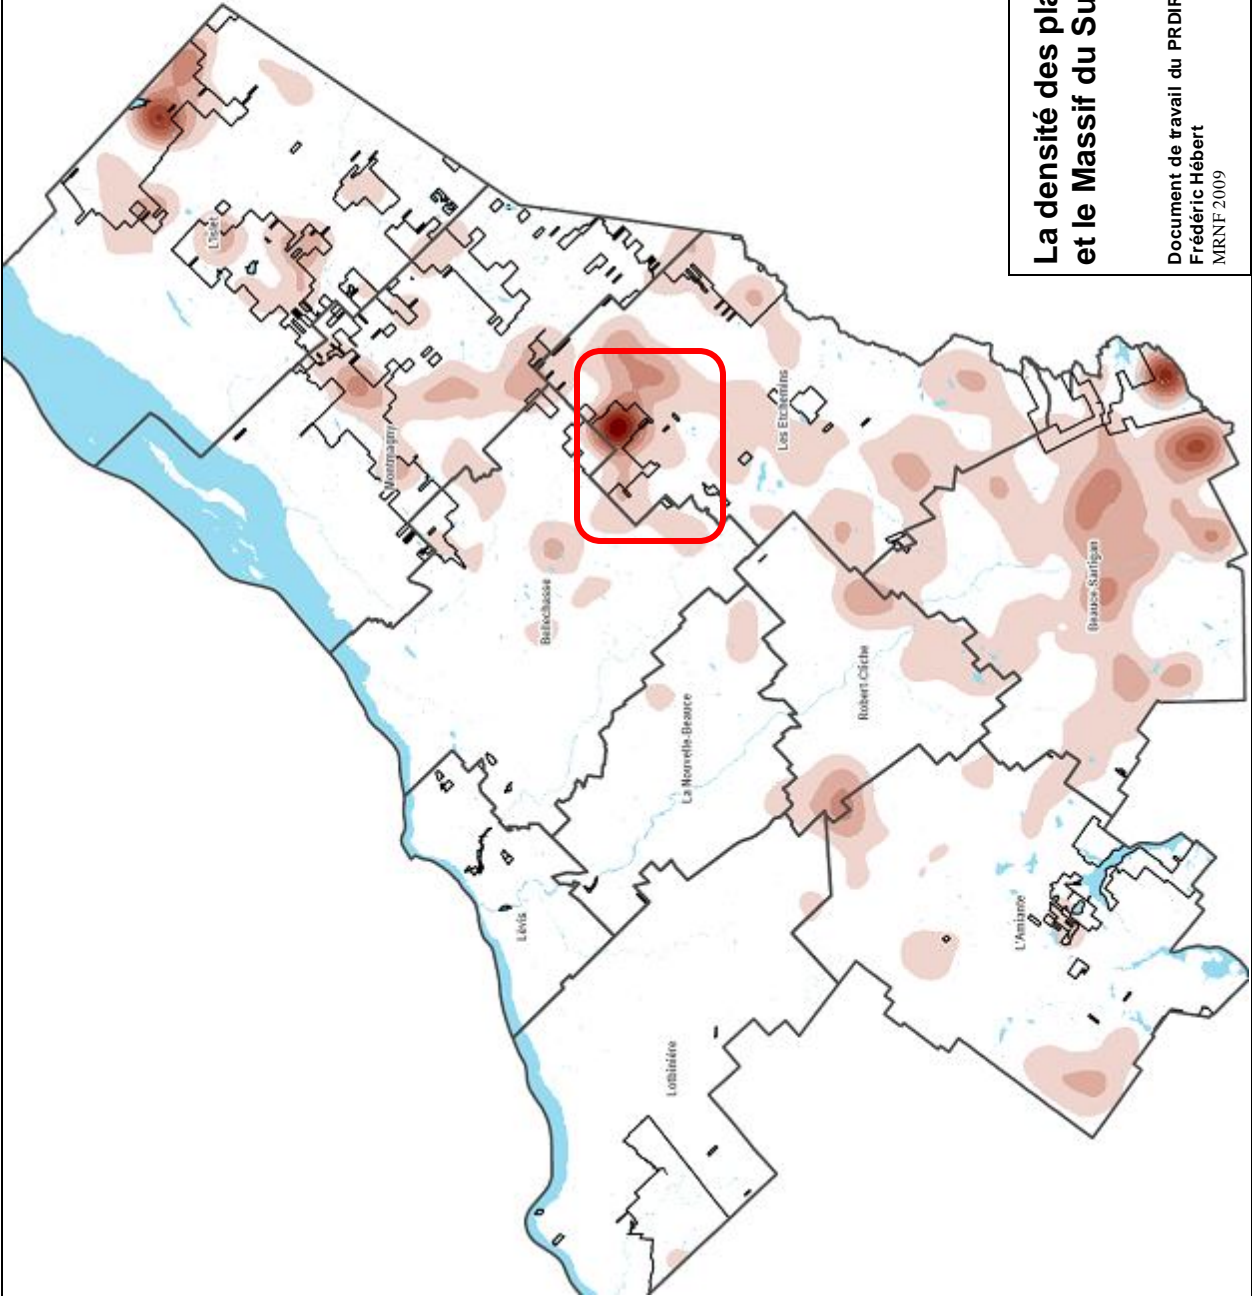 La densité des pla
et le Massif du Su
Document de travail du PRDIR
Frédéric Hébert
MRNF 2009
L'Islet
Montmagny
Bellechasse
Les Etchemins
Beauce-Sartigan
Robert-Cliche
La Nouvelle-Beauce
Lévis
L'Amiante
Lotbinière